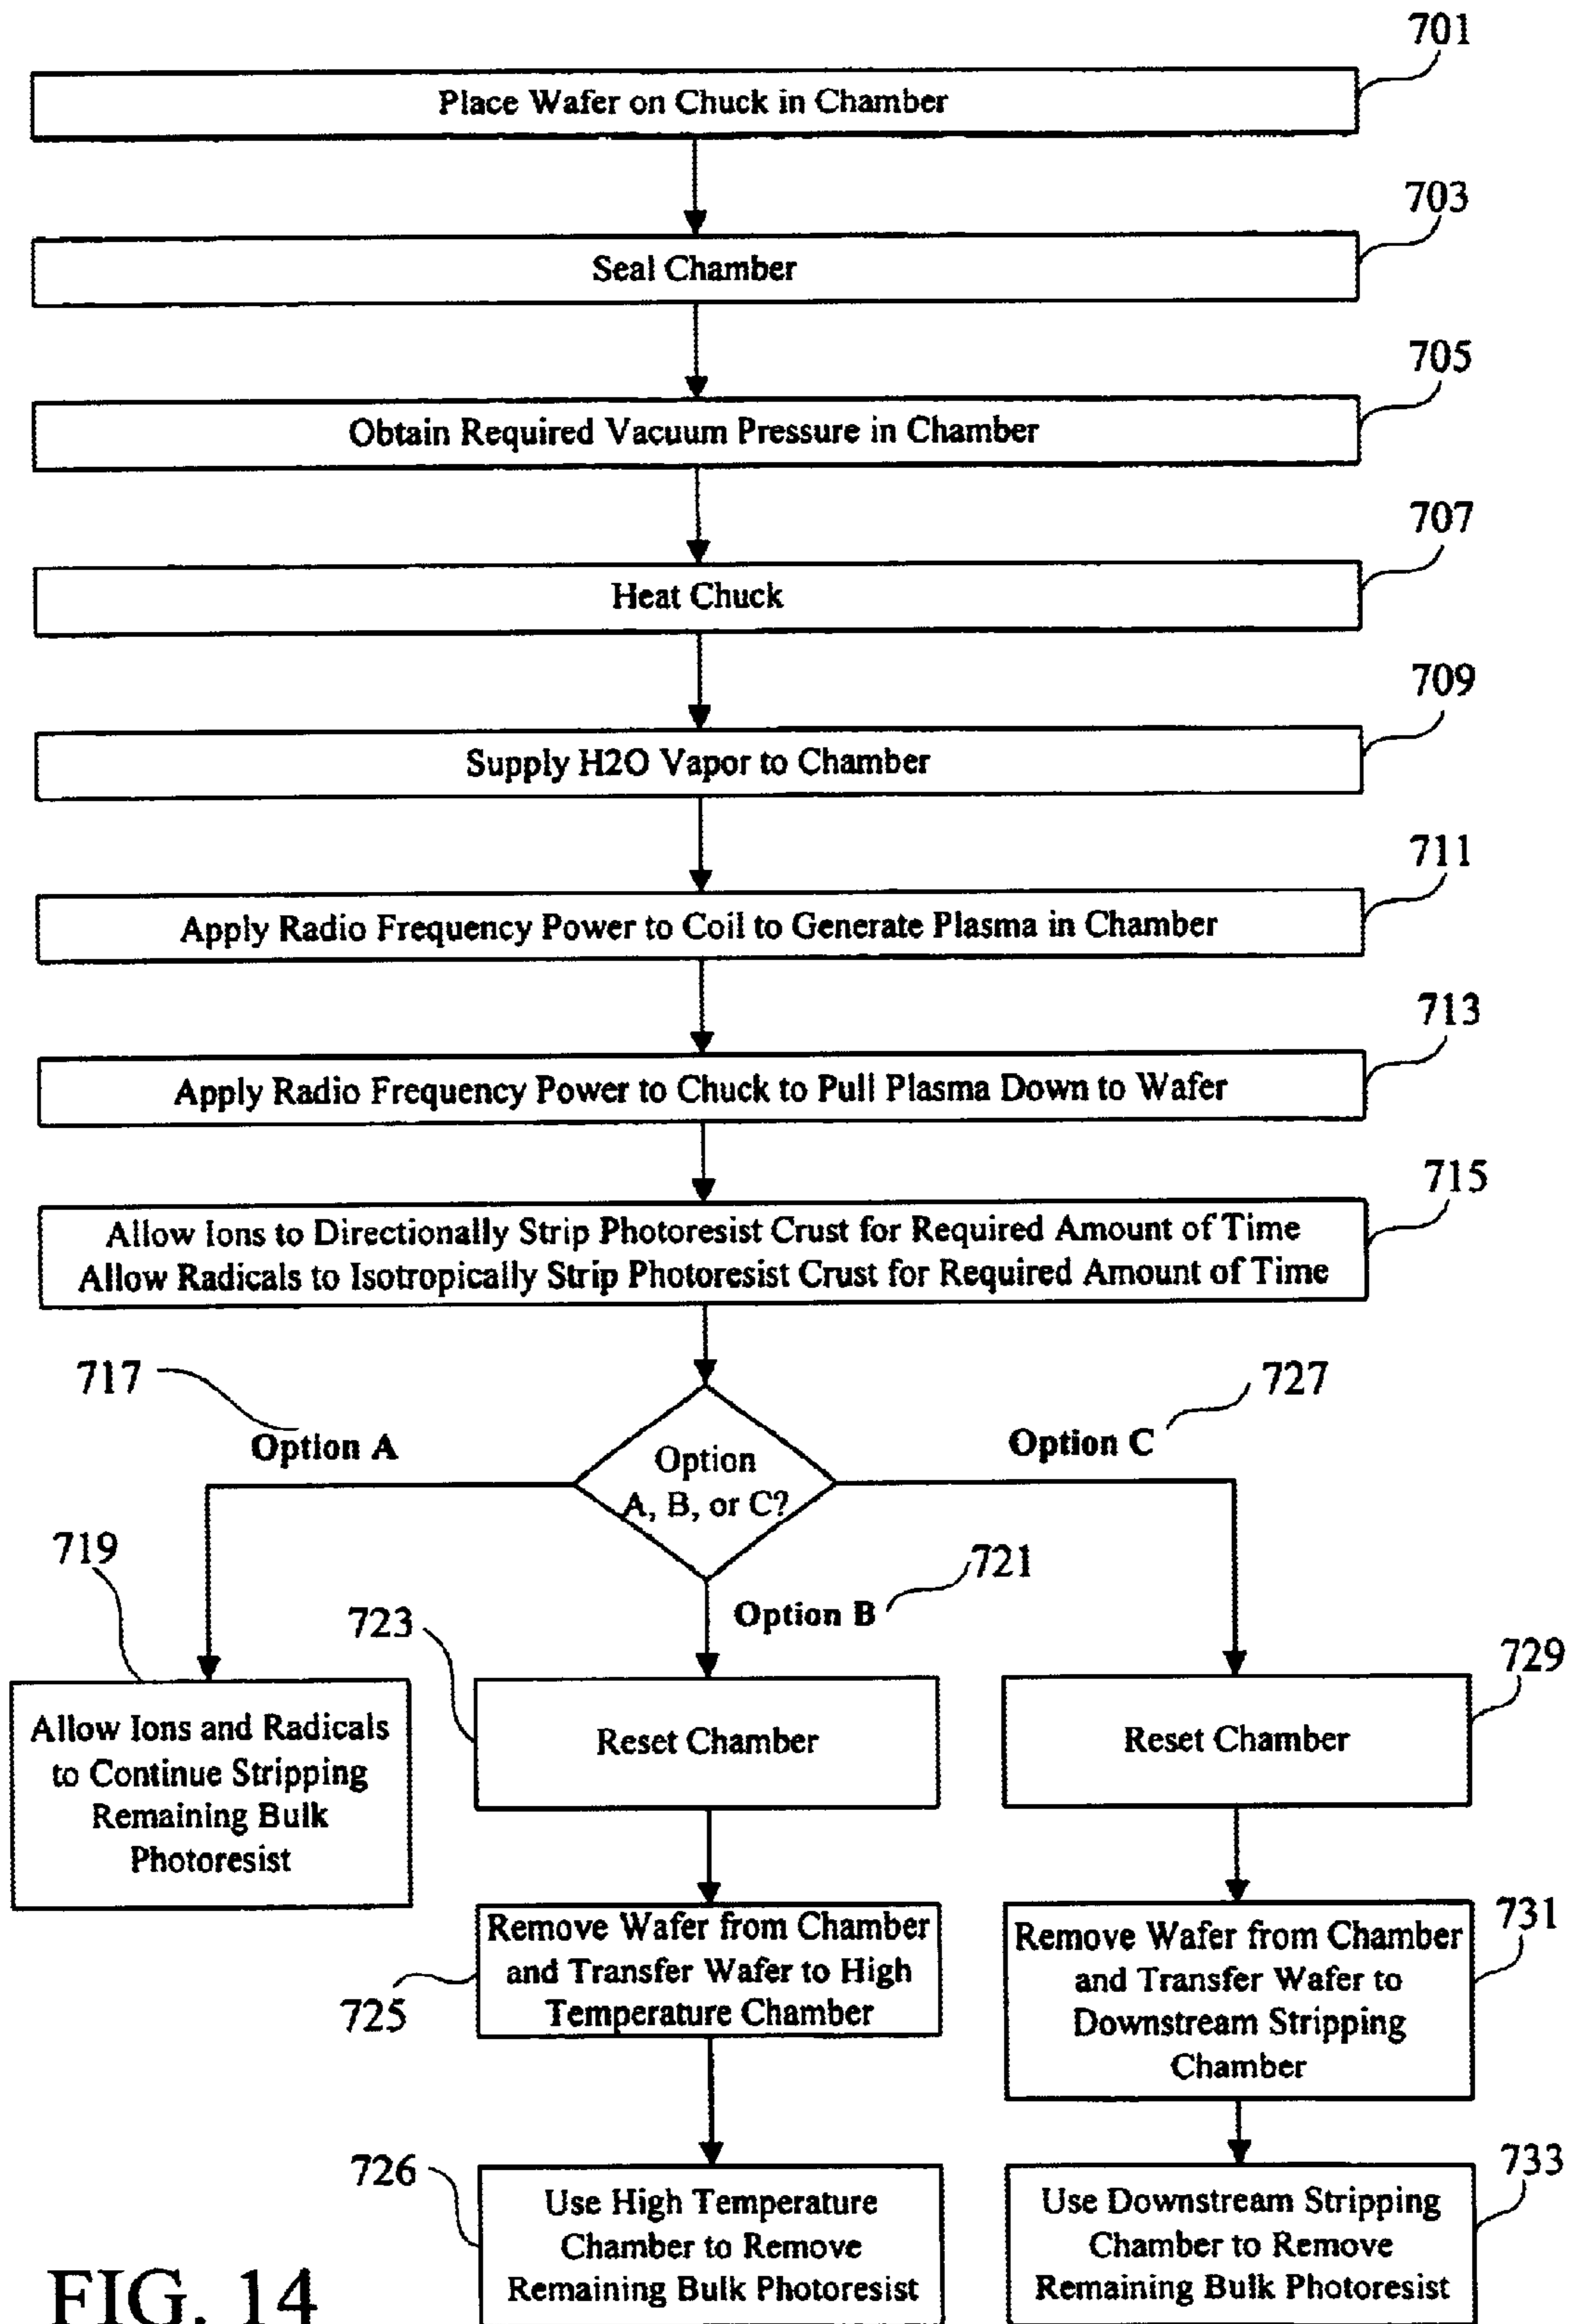 701
Place Wafer on Chuck in Chamber
703
Seal Chamber
705
Obtain Required Vacuum Pressure in Chamber
707
Heat Chuck
709
Supply H2O Vapor to Chamber
711
Apply Radio Frequency Power to Coil to Generate Plasma in Chamber
713
Apply Radio Frequency Power to Chuck to Pull Plasma Down to Wafer
715
Allow Ions to Directionally Strip Photoresist Crust for Required Amount of Time
Allow Radicals to Isotropically Strip Photoresist Crust for Required Amount of Time
717
Option A
Option
A, B, or C?
727
Option C
721
Option B
719
Allow Ions and Radicals
to Continue Stripping
Remaining Bulk
Photoresist
723
Reset Chamber
725
Remove Wafer from Chamber
and Transfer Wafer to High
Temperature Chamber
726
Use High Temperature
Chamber to Remove
Remaining Bulk Photoresist
729
Reset Chamber
731
Remove Wafer from Chamber
and Transfer Wafer to
Downstream Stripping
Chamber
733
Use Downstream Stripping
Chamber to Remove
Remaining Bulk Photoresist
FIG. 14